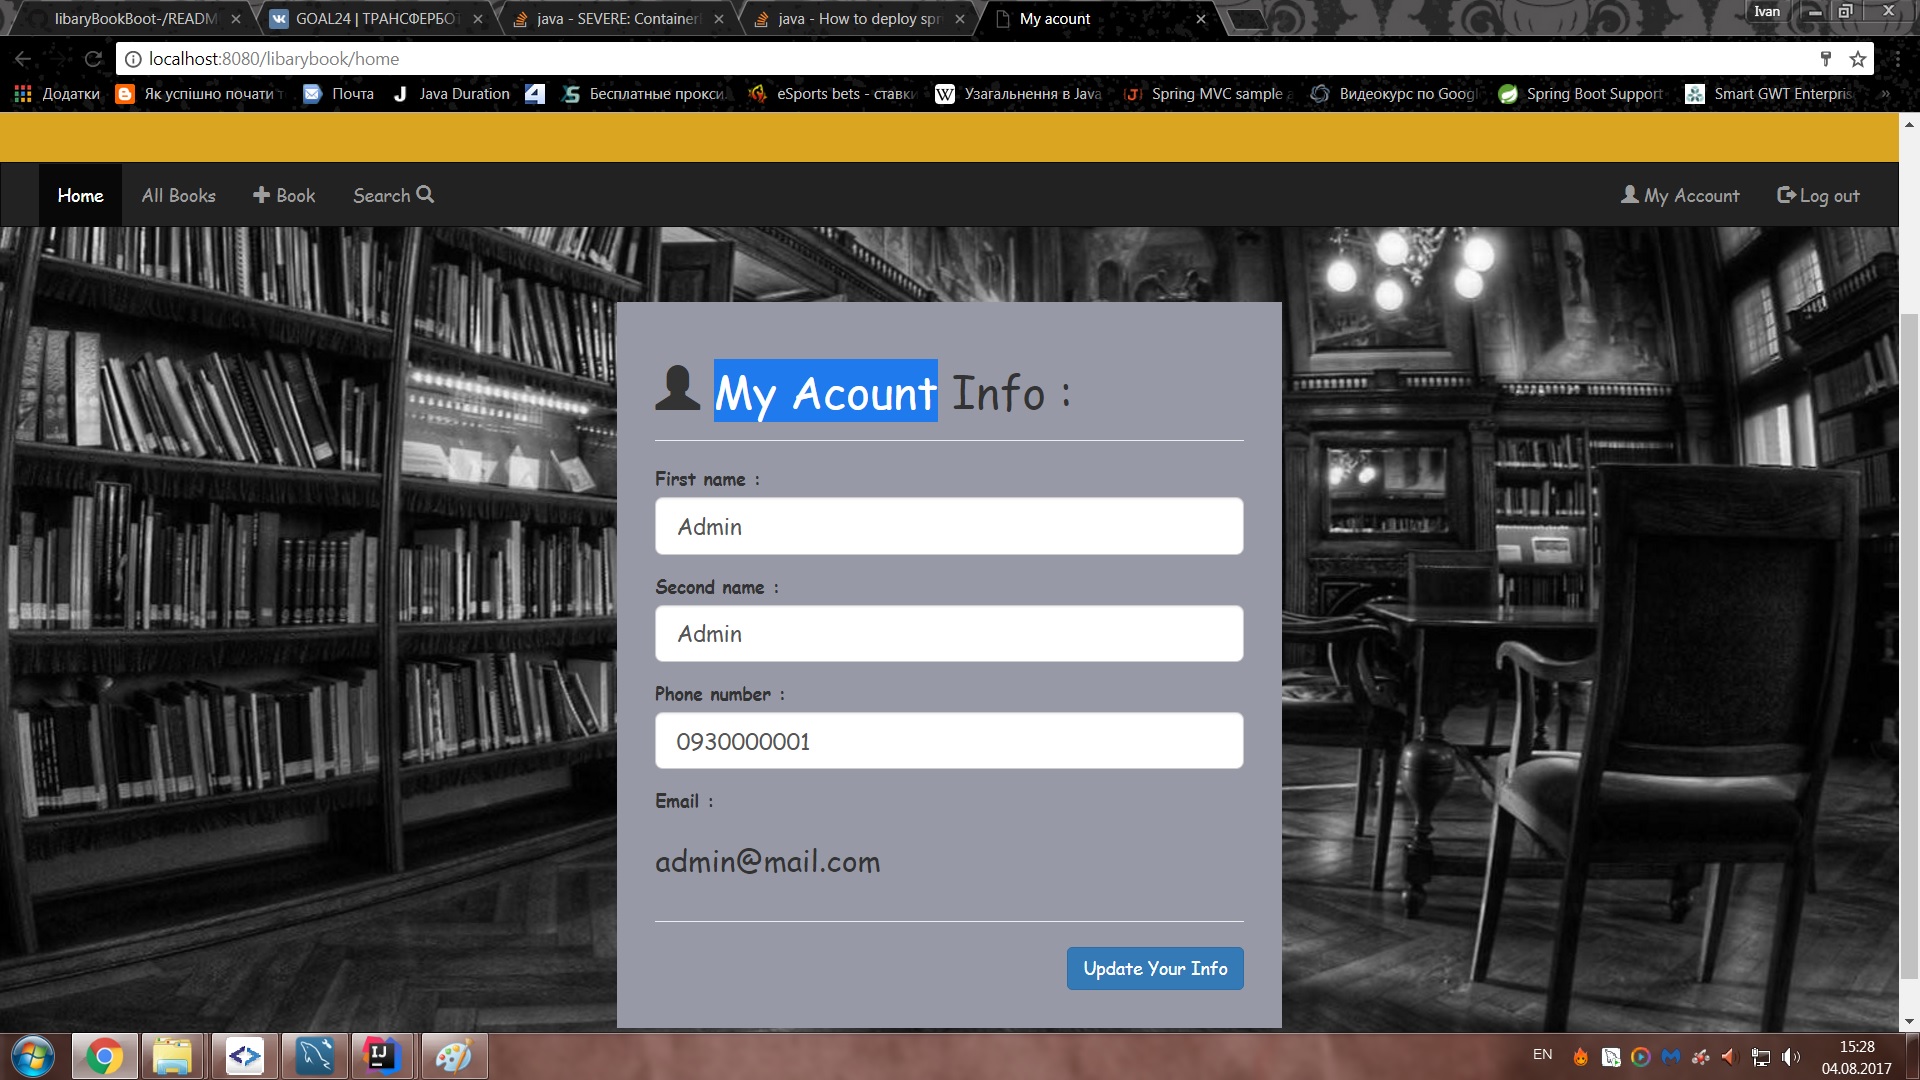 libaryBookBoot-/READM
GOAL24 | ТРАНСФЕРБО
java - SEVERE: Container
java - How to deploy spr
My acount
Ivan
localhost:8080/libarybook/home
Додатки
Як успішно почати
Почта
Java Duration
Бесплатные прокси
eSports bets - ставки
Узагальнення в Java
Spring MVC sample
Видеокурс по Googl
Spring Boot Support
Smart GWT Enterpris
»
Home
All Books
Book
Search
My Account
Log out
My Acount Info :
First name :
Admin
Second name :
Admin
Phone number :
0930000001
Email :
admin@mail.com
Update Your Info
EN
15:28
04.08.2017